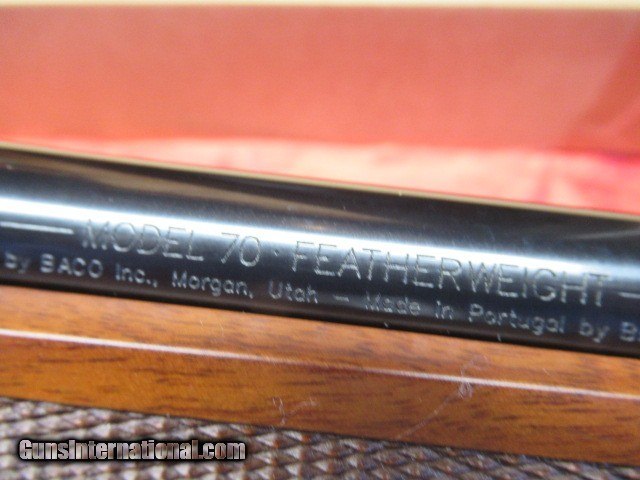 — MODEL 70 · FEATHERWEIGHT —
by BACO Inc., Morgan, Utah — Made in Portugal by
GunsInternational.com